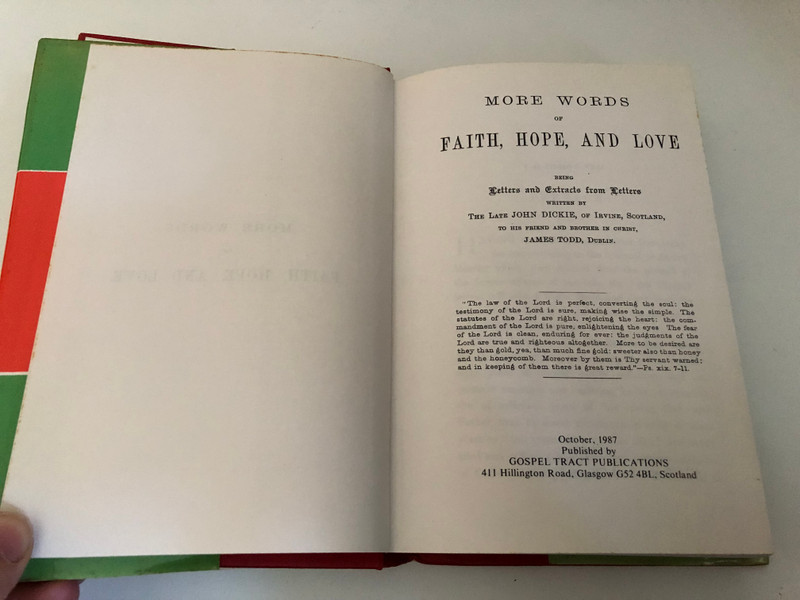 MORE WORDS
OF
FAITH, HOPE, AND LOVE
BEING
Letters and Extracts from Letters
WRITTEN BY
THE LATE JOHN DICKIE, OF IRVINE, SCOTLAND,
TO HIS FRIEND AND BROTHER IN CHRIST,
JAMES TODD, DUBLIN.
"The law of the Lord is perfect, converting the soul: the
testimony of the Lord is sure, making wise the simple. The
statutes of the Lord are right, rejoicing the heart: the com-
mandment of the Lord is pure, enlightening the eyes The fear
of the Lord is clean, enduring for ever: the judgments of the
Lord are true and righteous altogether. More to be desired are
they than gold, yea, than much fine gold: sweeter also than honey
and the honeycomb. Moreover by them is Thy servant warned:
and in keeping of them there is great reward."—Ps. xix. 7-11.
October, 1987
Published by
GOSPEL TRACT PUBLICATIONS
411 Hillington Road, Glasgow G52 4BL, Scotland